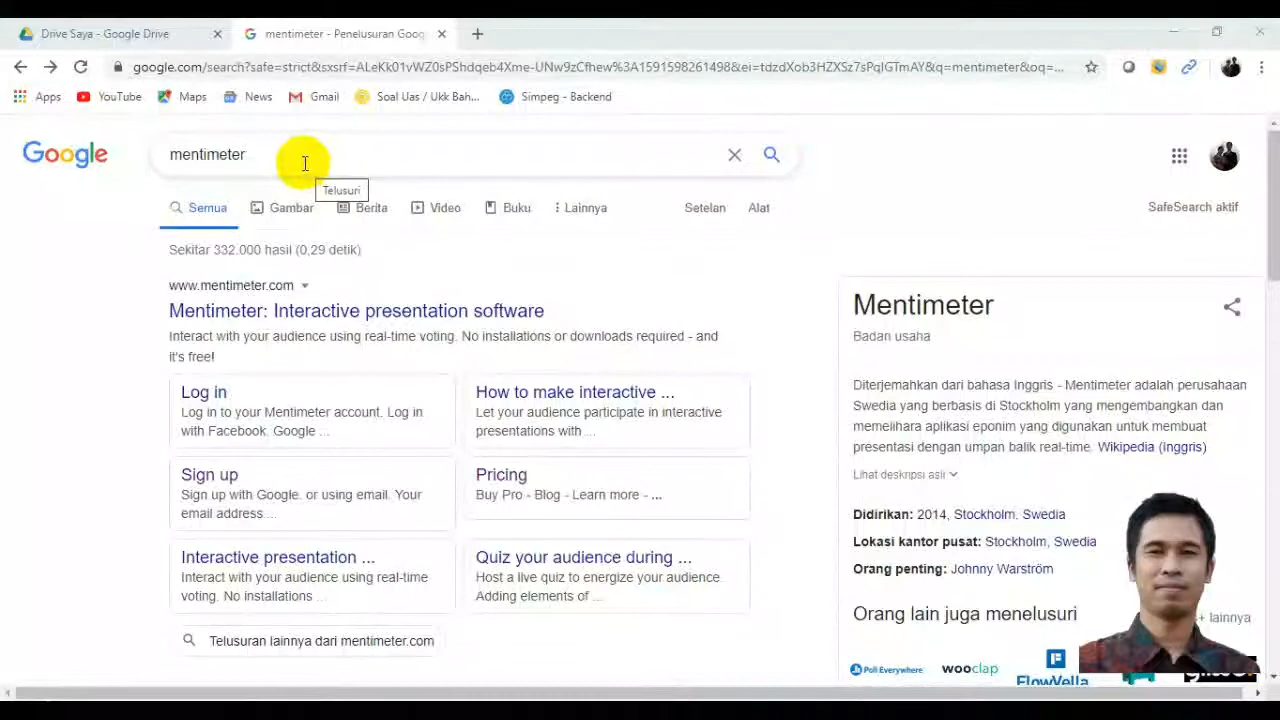 Drive Saya - Google Drive
mentimeter - Penelusuran Goog
google.com/search?safe=strict&sxsrf=ALeKk01vWZ0sPShdqeb4Xme-UNw9zCfhew%3A1591598261498&ei=tdzdXob3HZXSz7sPqIGTmAY&q=mentimeter&oq=...
Apps
YouTube
Maps
News
Gmail
Soal Uas / Ukk Bah...
Simpeg - Backend
Google
mentimeter
Telusuri
Semua
Gambar
Berita
Video
Buku
Lainnya
Setelan
Alat
SafeSearch aktif
Sekitar 332.000 hasil (0,29 detik)
www.mentimeter.com
Mentimeter: Interactive presentation software
Interact with your audience using real-time voting. No installations or downloads required - and
it's free!
Log in
Log in to your Mentimeter account. Log in
with Facebook. Google ...
How to make interactive ...
Let your audience participate in interactive
presentations with ...
Sign up
Sign up with Google. or using email. Your
email address ...
Pricing
Buy Pro - Blog - Learn more - ...
Interactive presentation ...
Interact with your audience using real-time
voting. No installations ...
Quiz your audience during ...
Host a live quiz to energize your audience.
Adding elements of ...
Telusuran lainnya dari mentimeter.com
Mentimeter
Badan usaha
Diterjemahkan dari bahasa Inggris - Mentimeter adalah perusahaan
Swedia yang berbasis di Stockholm yang mengembangkan dan
memelihara aplikasi eponim yang digunakan untuk membuat
presentasi dengan umpan balik real-time. Wikipedia (Inggris)
Lihat deskripsi asli
Didirikan: 2014, Stockholm. Swedia
Lokasi kantor pusat: Stockholm, Swedia
Orang penting: Johnny Warström
Orang lain juga menelusuri
+ lainnya
Poll Everywhere
wooclap
FlowVella